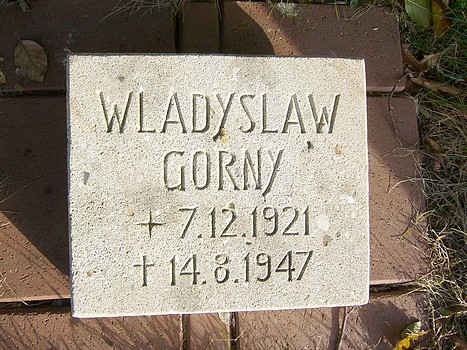 WLADYSLAW
GORNY
+ 7.12.1921
† 14.8.1947